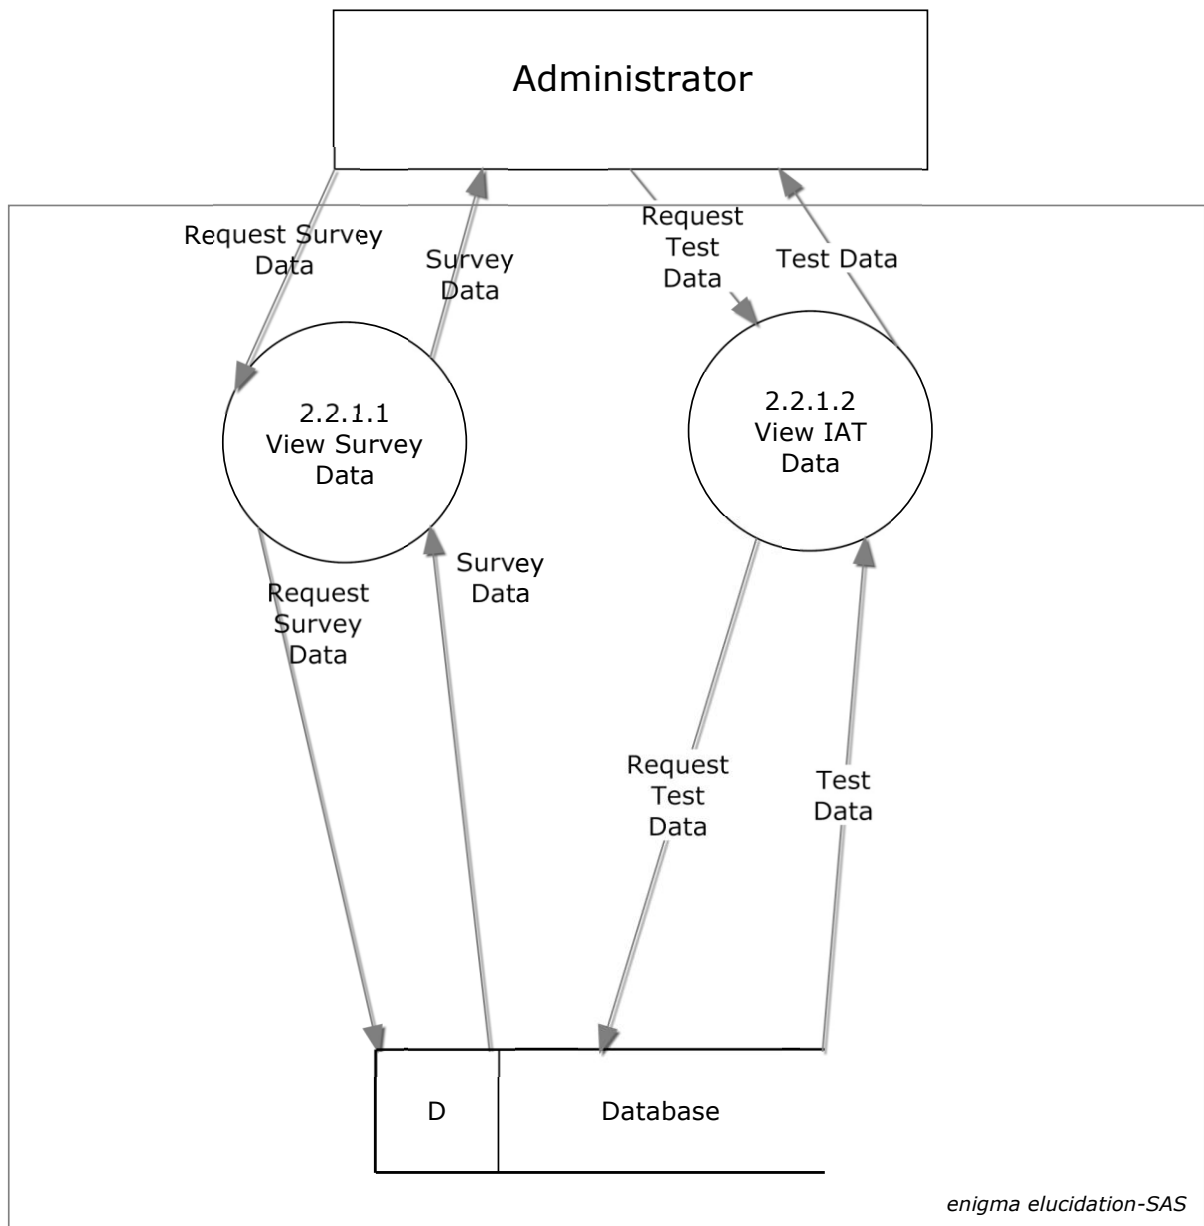 Administrator
Request Survey
Data
Survey
Data
Request
Test
Data
Test Data
2.2.1.1
View Survey
Data
2.2.1.2
View IAT
Data
Request
Survey
Data
Survey
Data
Request
Test
Data
Test
Data
D
Database
enigma elucidation-SAS